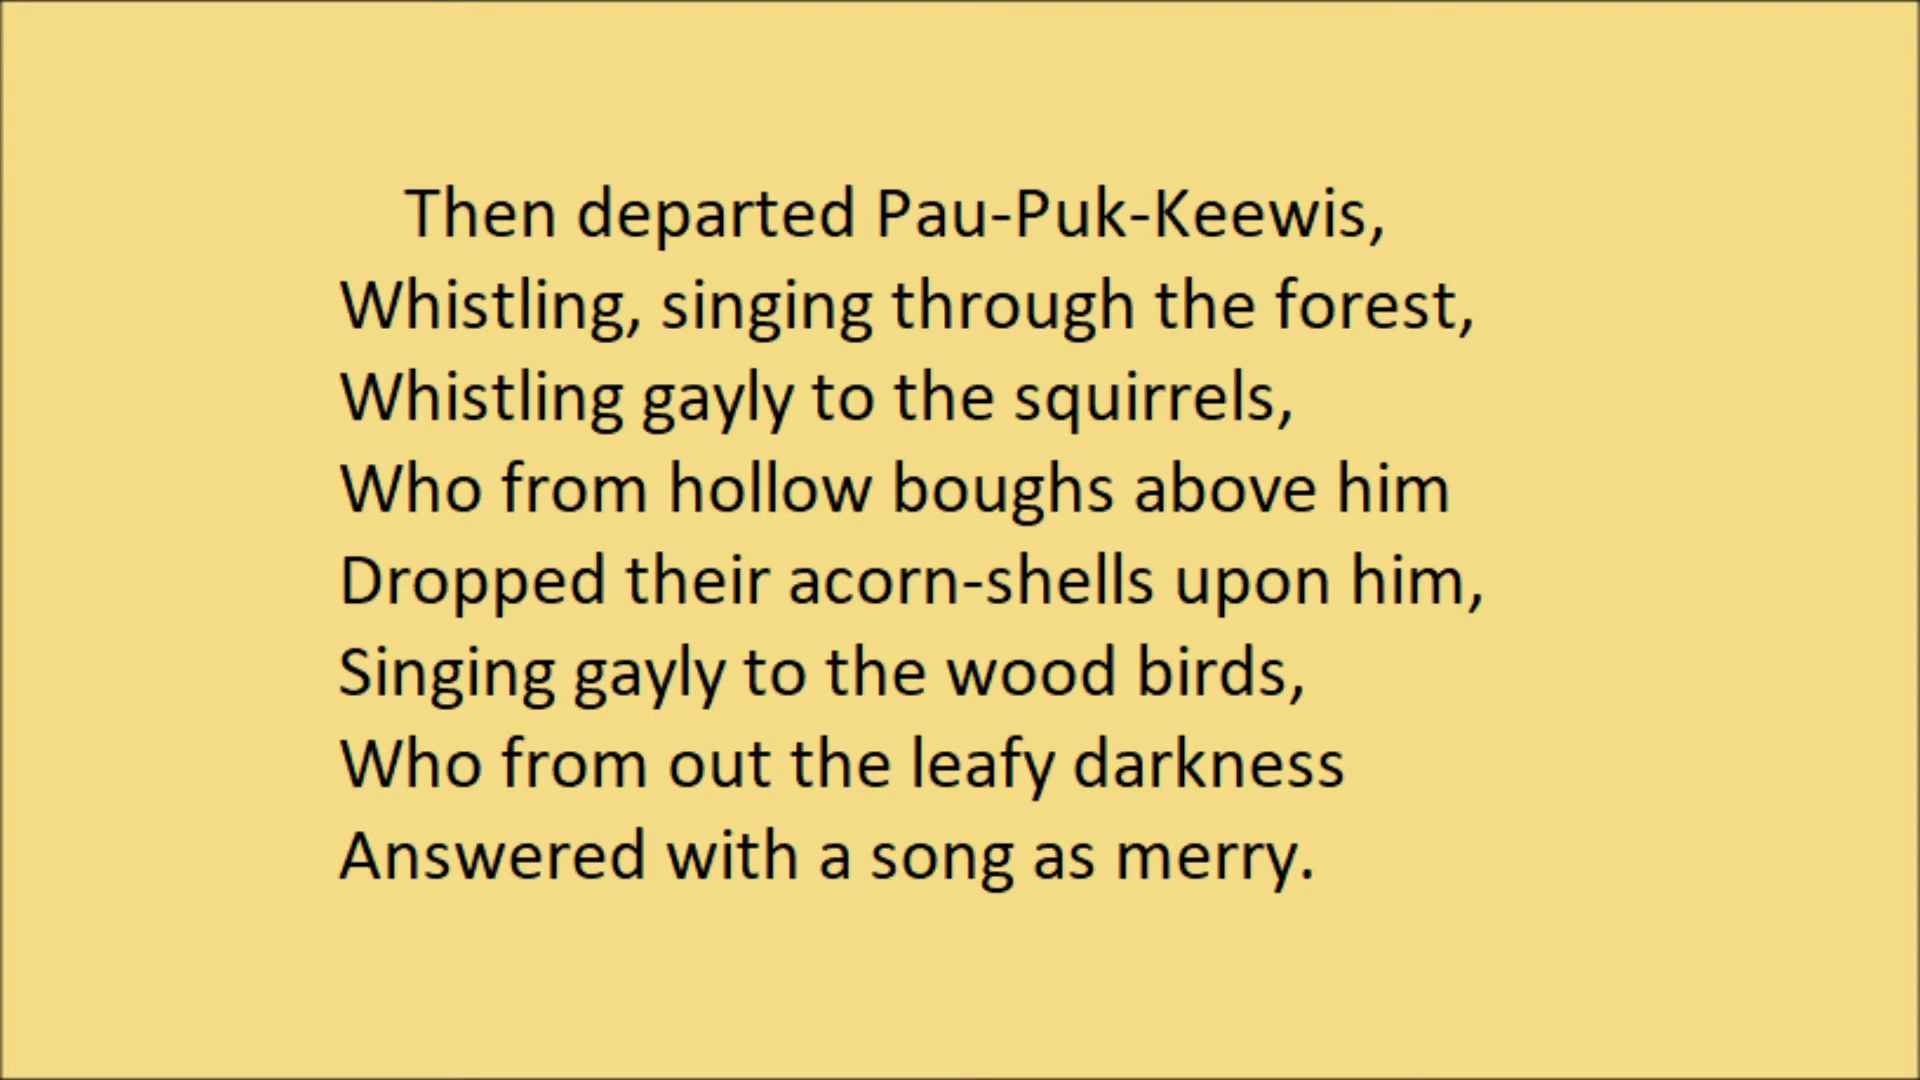 Then departed Pau-Puk-Keewis,
Whistling, singing through the forest,
Whistling gayly to the squirrels,
Who from hollow boughs above him
Dropped their acorn-shells upon him,
Singing gayly to the wood birds,
Who from out the leafy darkness
Answered with a song as merry.